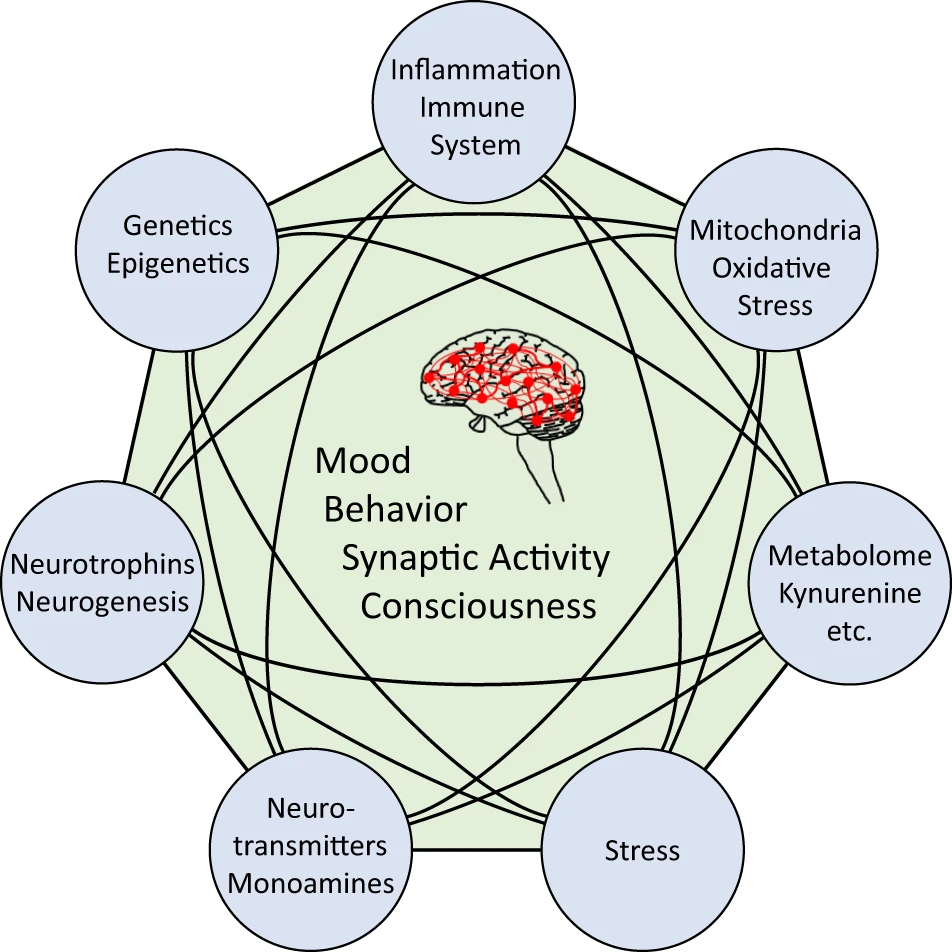 Inflammation
Immune
System
Genetics
Epigenetics
Mitochondria
Oxidative
Stress
Mood
Behavior
Synaptic Activity
Consciousness
Neurotrophins
Neurogenesis
Metabolome
Kynurenine
etc.
Neuro-
transmitters
Monoamines
Stress